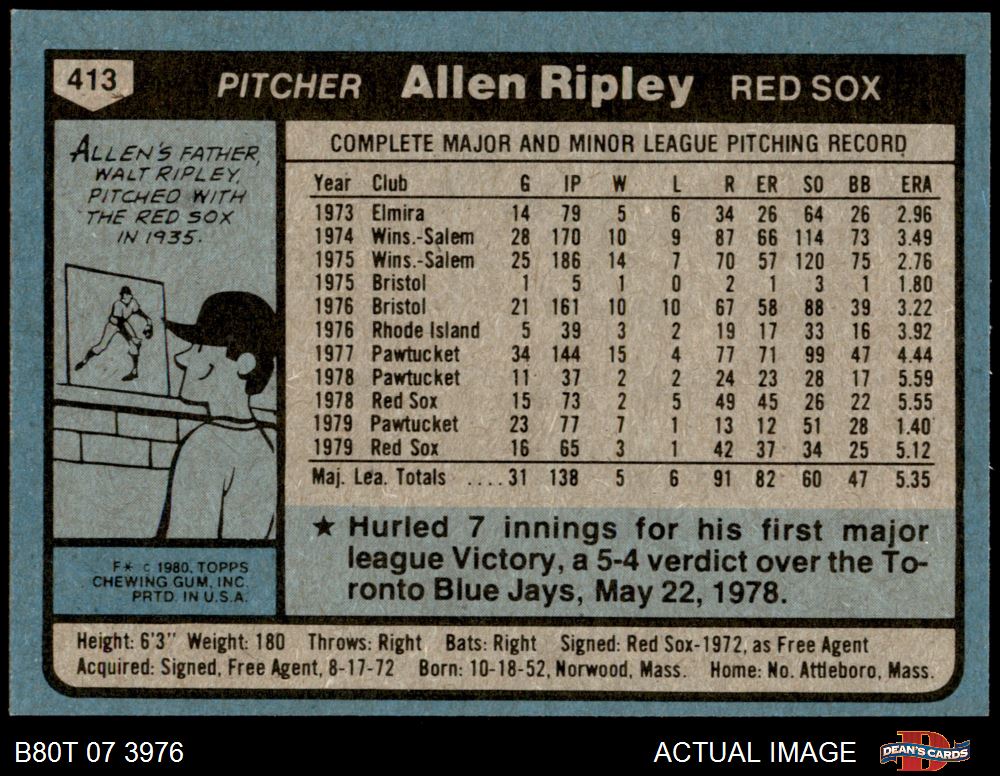 413 PITCHER Allen Ripley RED SOX
ALLEN'S FATHER,
WALT RIPLEY,
PITCHED WITH
THE RED SOX
IN 1935.
F* © 1980, TOPPS
CHEWING GUM, INC.
PRTD. IN U.S.A.
COMPLETE MAJOR AND MINOR LEAGUE PITCHING RECORD
Year Club G IP W L R ER SO BB ERA
1973 Elmira 14 79 5 6 34 26 64 26 2.96
1974 Wins.-Salem 28 170 10 9 87 66 114 73 3.49
1975 Wins.-Salem 25 186 14 7 70 57 120 75 2.76
1975 Bristol 1 5 1 0 2 1 3 1 1.80
1976 Bristol 21 161 10 10 67 58 88 39 3.22
1976 Rhode Island 5 39 3 2 19 17 33 16 3.92
1977 Pawtucket 34 144 15 4 77 71 99 47 4.44
1978 Pawtucket 11 37 2 2 24 23 28 17 5.59
1978 Red Sox 15 73 2 5 49 45 26 22 5.55
1979 Pawtucket 23 77 7 1 13 12 51 28 1.40
1979 Red Sox 16 65 3 1 42 37 34 25 5.12
Maj. Lea. Totals ....31 138 5 6 91 82 60 47 5.35
★ Hurled 7 innings for his first major
league Victory, a 5-4 verdict over the To-
ronto Blue Jays, May 22, 1978.
Height: 6'3" Weight: 180 Throws: Right Bats: Right Signed: Red Sox-1972, as Free Agent
Acquired: Signed, Free Agent, 8-17-72 Born: 10-18-52, Norwood, Mass. Home: No. Attleboro, Mass.
B80T 07 3976 ACTUAL IMAGE DEAN'S CARDS